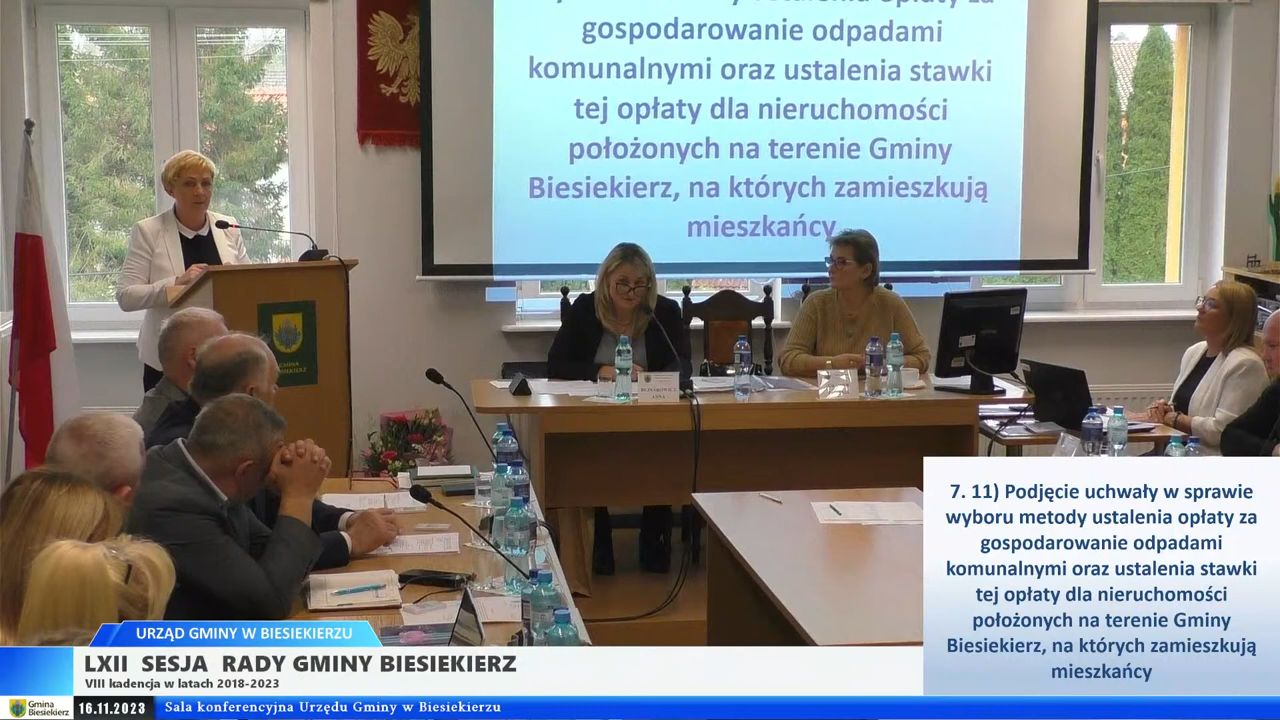 gospodarowanie odpadami
komunalnymi oraz ustalenia stawki
tej opłaty dla nieruchomości
położonych na terenie Gminy
Biesiekierz, na których zamieszkują
mieszkańcy
GMINA
7. 11) Podjęcie uchwały w sprawie
wyboru metody ustalenia opłaty za
gospodarowanie odpadami
komunalnymi oraz ustalenia stawki
tej opłaty dla nieruchomości
położonych na terenie Gminy
Biesiekierz, na których zamieszkują
mieszkańcy
URZĄD GMINY W BIESIEKIERZU
LXII SESJA RADY GMINY BIESIEKIERZ
VIII kadencja w latach 2018-2023
Gmina
Biesiekierz
16.11.2023
Sala konferencyjna Urzędu Gminy w Biesiekierzu